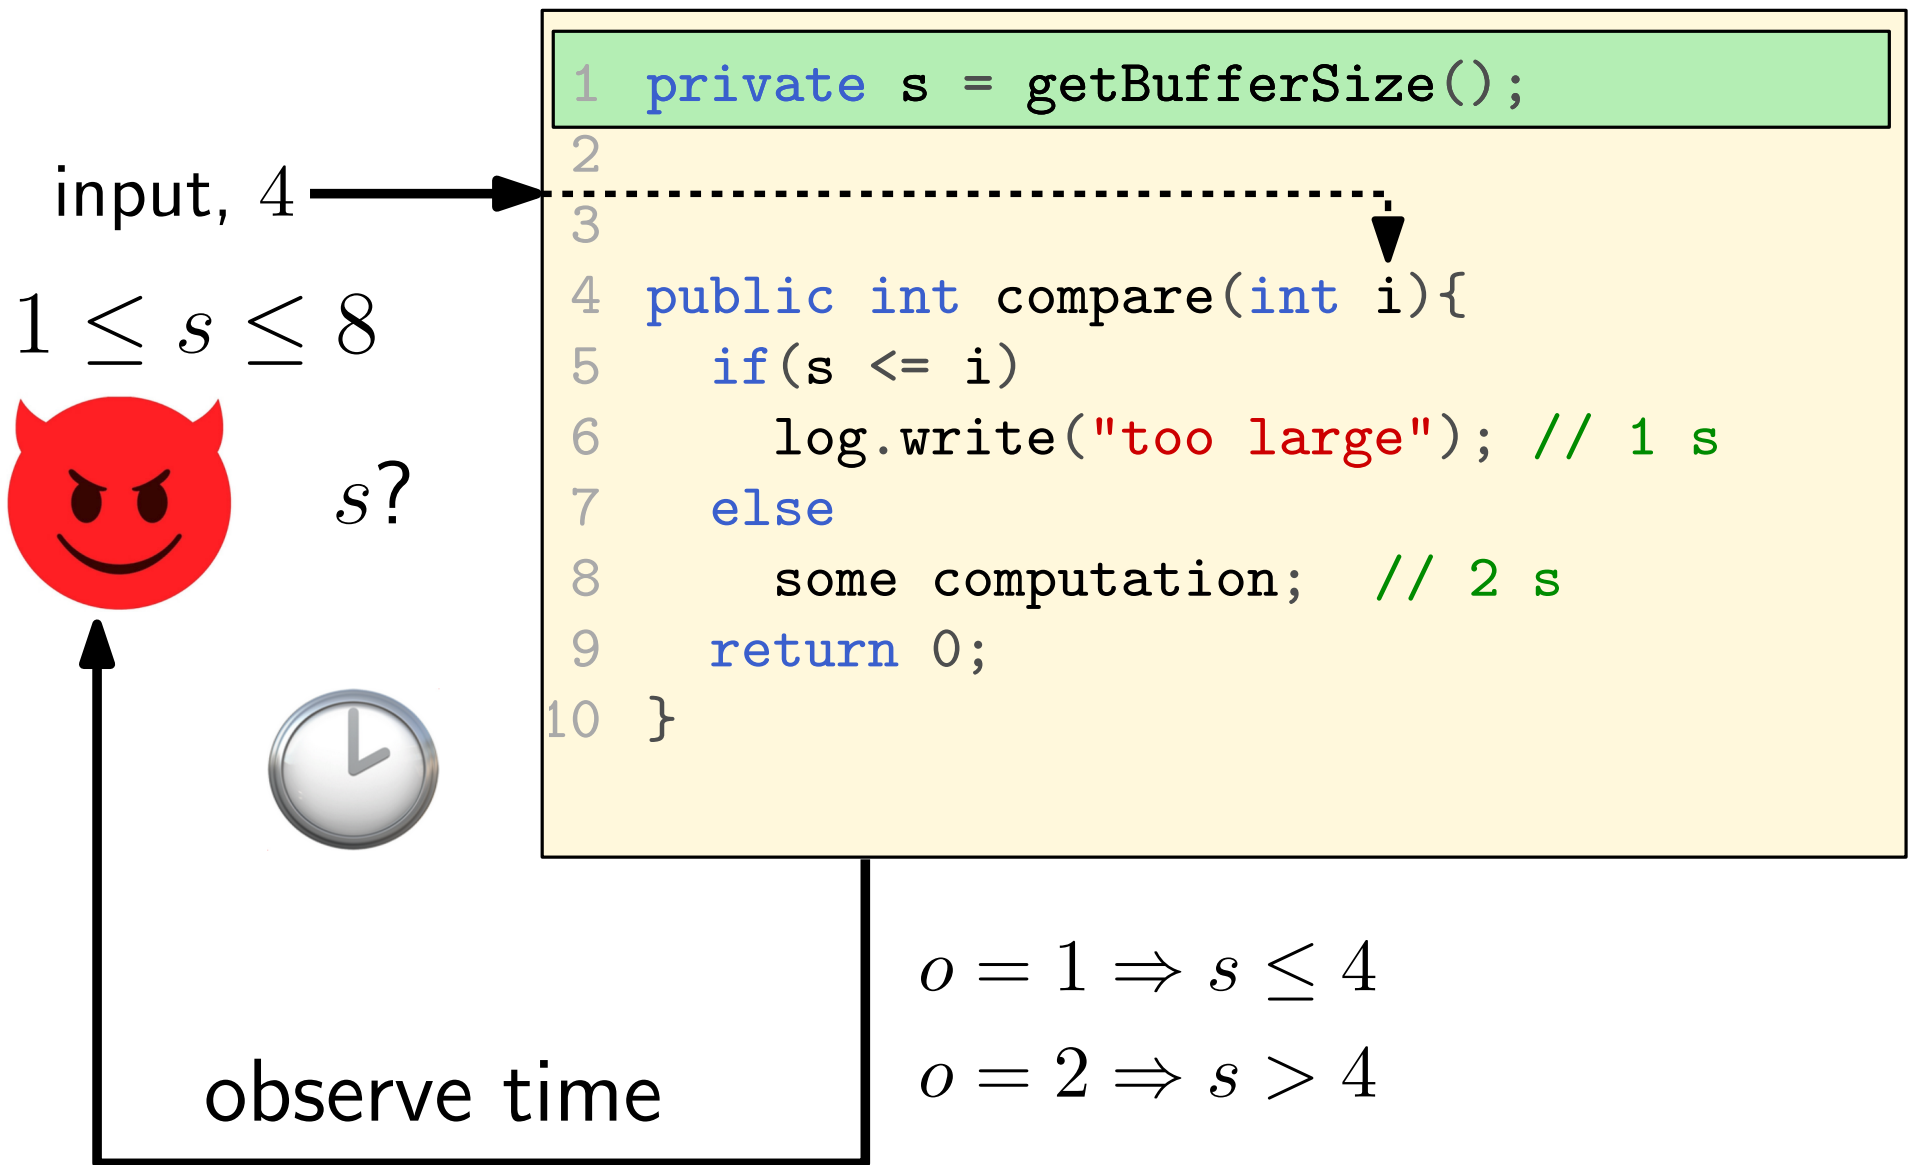 1 private s = getBufferSize();
2
input, 4
3
1 ≤ s ≤ 8
4 public int compare(int i){
5 if(s <= i)
6 log.write("too large"); // 1 s
s?
7 else
8 some computation; // 2 s
9 return 0;
10 }
o = 1 ⇒ s ≤ 4
o = 2 ⇒ s > 4
observe time